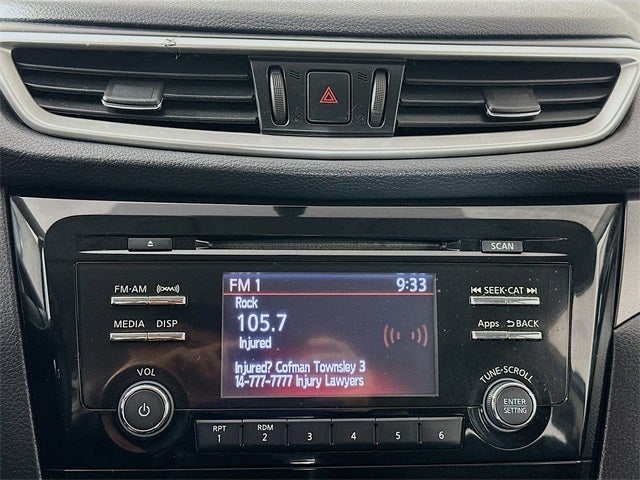 SCAN
FM·AM
MEDIA DISP
VOL
FM 1 9:33
Rock
105.7
Injured
Injured? Cofman Townsley 3
14-777-7777 Injury Lawyers
SEEK·CAT
Apps BACK
TUNE·SCROLL
ENTER
SETTING
RPT
1
RDM
2
3
4
5
6